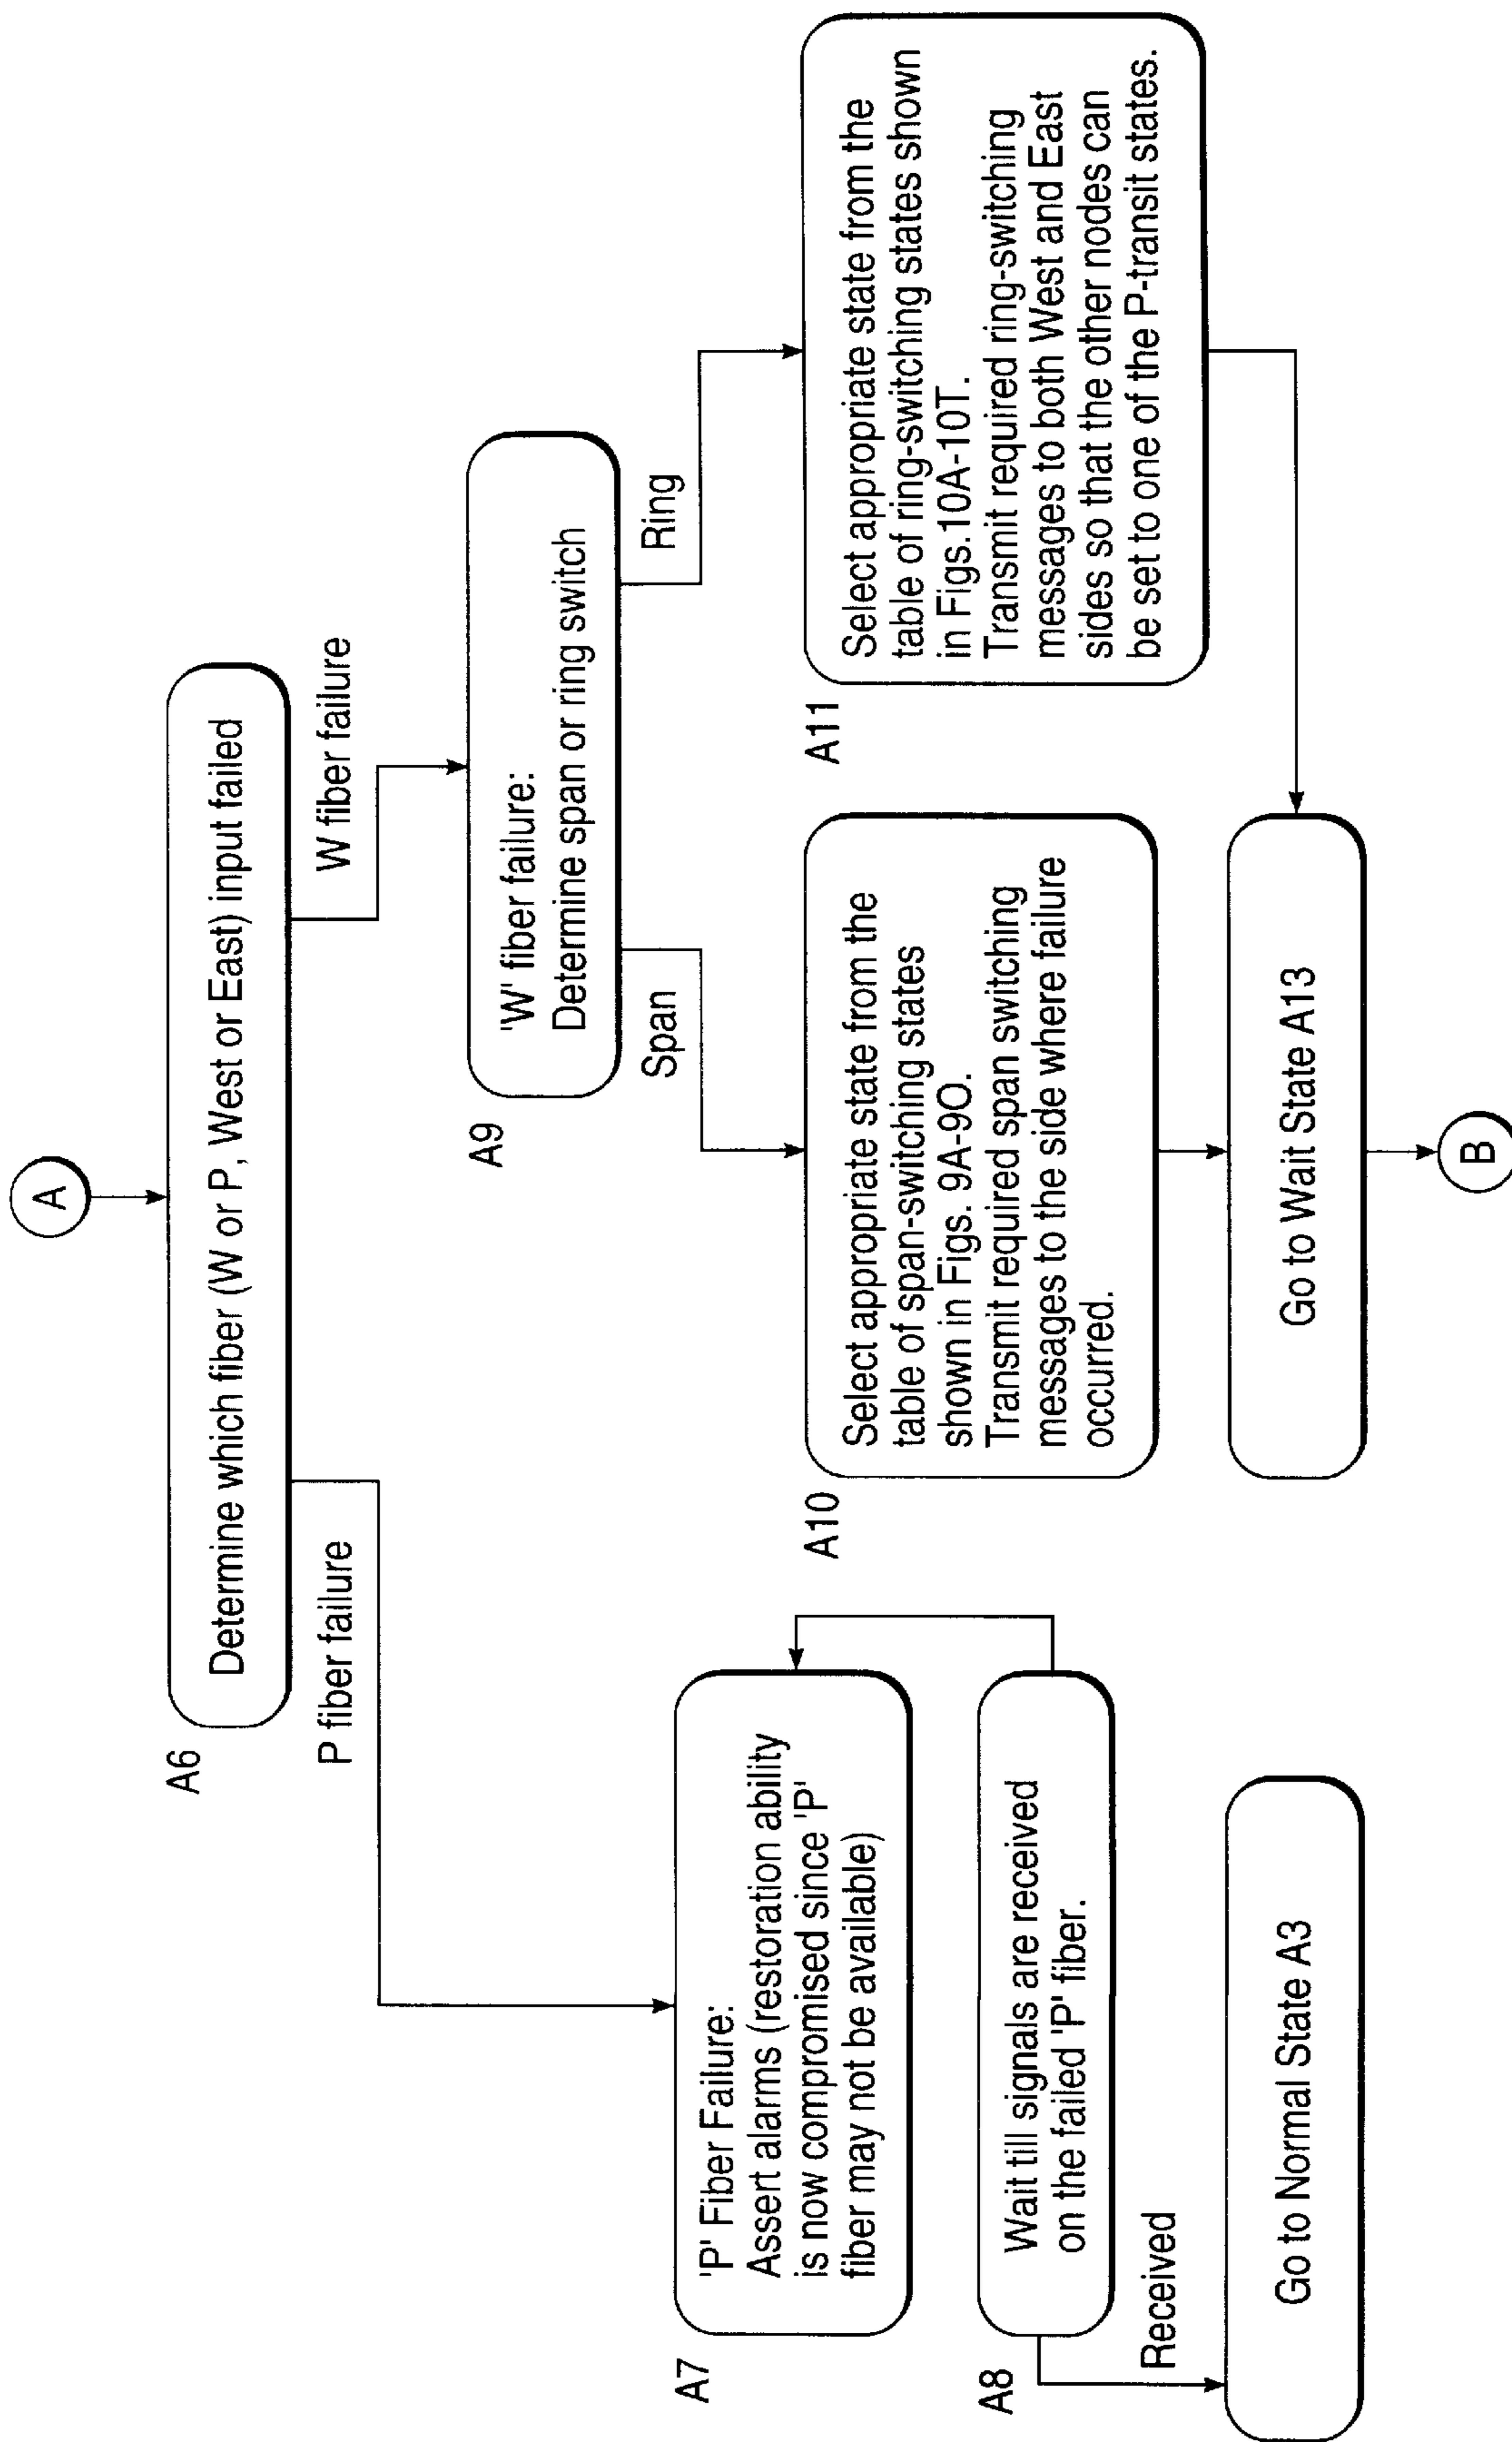 A
A6
Determine which fiber (W or P, West or East) input failed
P fiber failure
W fiber failure
A7
'P' Fiber Failure:
Assert alarms (restoration ability
is now compromised since 'P'
fiber may not be available)
A8
Wait till signals are received
on the failed 'P' fiber.
Received
Go to Normal State A3
A9
'W' fiber failure:
Determine span or ring switch
Span
Ring
A10
Select appropriate state from the
table of span-switching states
shown in Figs. 9A-9O.
Transmit required span switching
messages to the side where failure
occurred.
A11
Select appropriate state from the
table of ring-switching states shown
in Figs.10A-10T.
Transmit required ring-switch
messages to both West and East
sides so that the other nodes can
be set to one of the P-transit states.
Go to Wait State A13
B